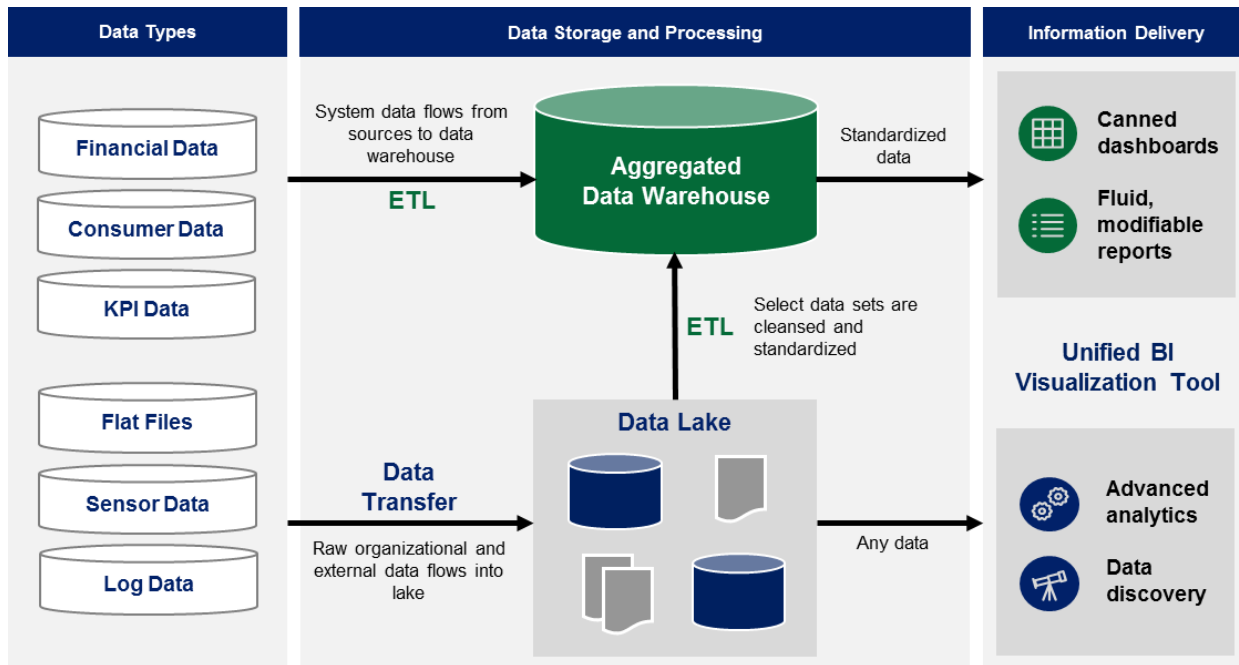 Data Types
Data Storage and Processing
Information Delivery
Financial Data
Consumer Data
KPI Data
Flat Files
Sensor Data
Log Data
System data flows from
sources to data
warehouse
ETL
Aggregated
Data Warehouse
Standardized
data
ETL
Select data sets are
cleansed and
standardized
Data
Transfer
Raw organizational and
external data flows into
lake
Data Lake
Any data
Canned
dashboards
Fluid,
modifiable
reports
Unified BI
Visualization Tool
Advanced
analytics
Data
discovery